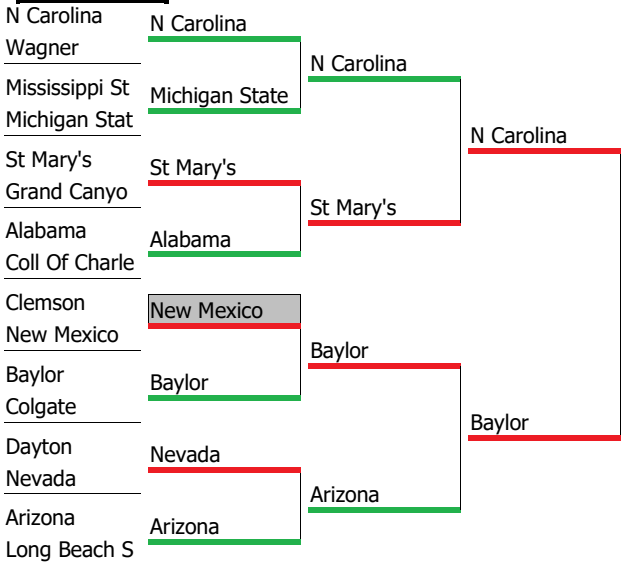 N Carolina
Wagner
Mississippi St
Michigan Stat
St Mary's
Grand Canyo
Alabama
Coll Of Charle
Clemson
New Mexico
Baylor
Colgate
Dayton
Nevada
Arizona
Long Beach S
N Carolina
Michigan State
St Mary's
Alabama
New Mexico
Baylor
Nevada
Arizona
N Carolina
St Mary's
Baylor
Arizona
N Carolina
Baylor